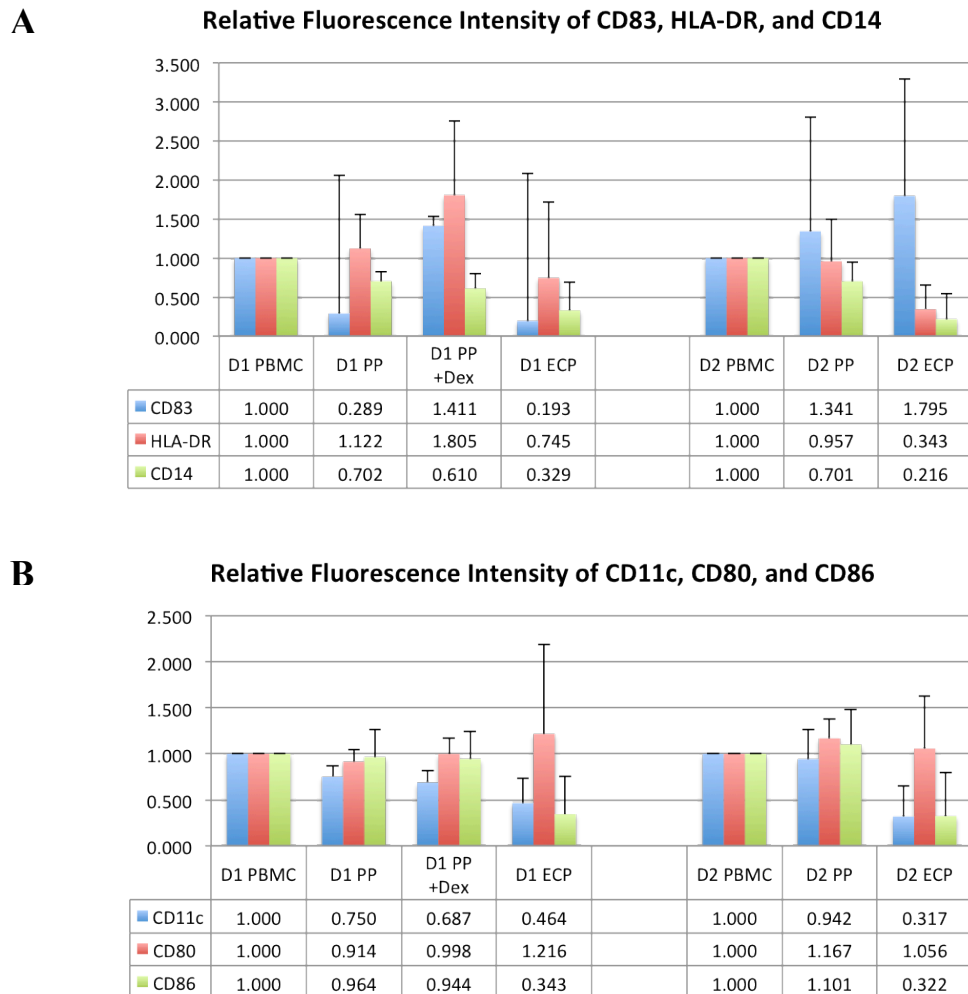 A
Relative Fluorescence Intensity of CD83, HLA-DR, and CD14
3.500
3.000
2.500
2.000
1.500
1.000
0.500
0.000
D1 PBMC D1 PP D1 PP +Dex D1 ECP D2 PBMC D2 PP D2 ECP
CD83 1.000 0.289 1.411 0.193 1.000 1.341 1.795
HLA-DR 1.000 1.122 1.805 0.745 1.000 0.957 0.343
CD14 1.000 0.702 0.610 0.329 1.000 0.701 0.216
B
Relative Fluorescence Intensity of CD11c, CD80, and CD86
2.500
2.000
1.500
1.000
0.500
0.000
D1 PBMC D1 PP D1 PP +Dex D1 ECP D2 PBMC D2 PP D2 ECP
CD11c 1.000 0.750 0.687 0.464 1.000 0.942 0.317
CD80 1.000 0.914 0.998 1.216 1.000 1.167 1.056
CD86 1.000 0.964 0.944 0.343 1.000 1.101 0.322